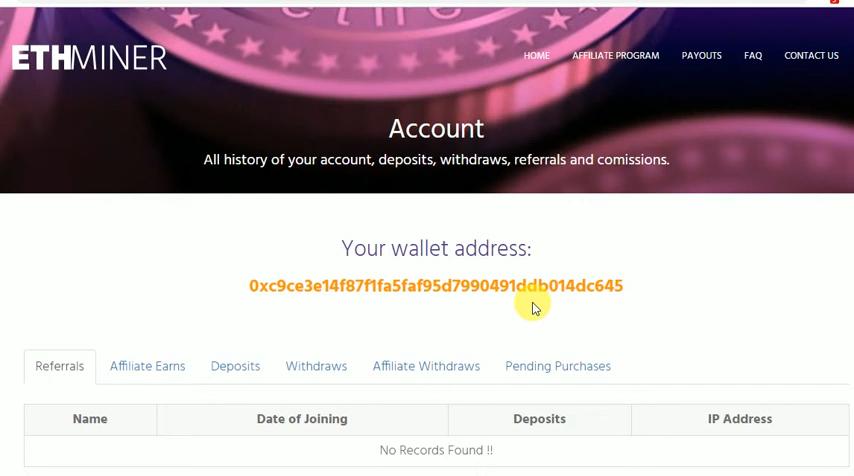 ETHMINER
HOME AFFILIATE PROGRAM PAYOUTS FAQ CONTACT US
Account
All history of your account, deposits, withdraws, referrals and comissions.
Your wallet address:
0xc9ce3e14f87f1fa5faf95d7990491ddb014dc645
Referrals Affiliate Earns Deposits Withdraws Affiliate Withdraws Pending Purchases
Name Date of Joining Deposits IP Address
No Records Found !!